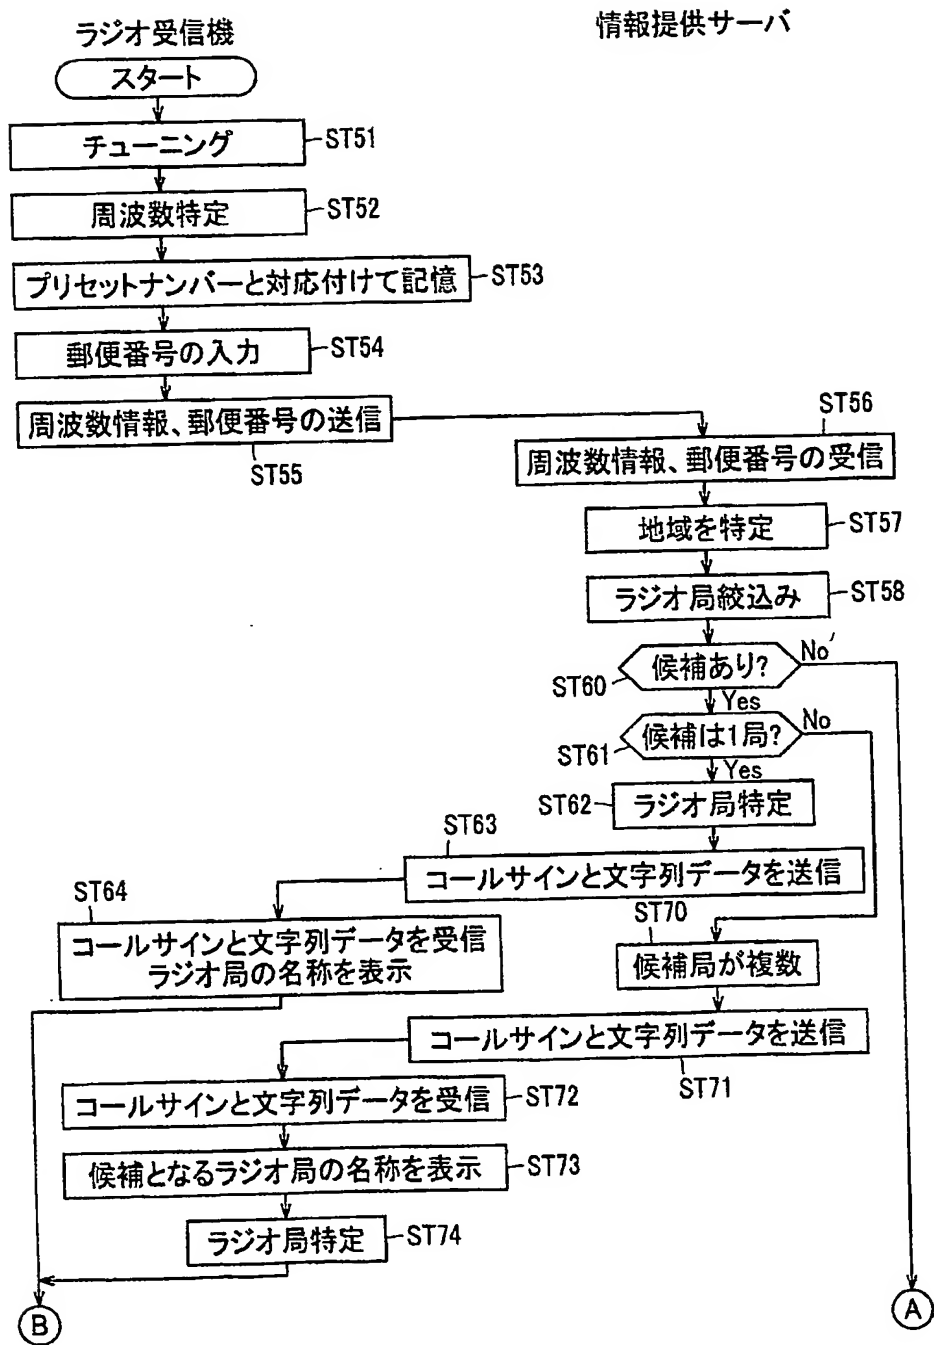 ラジオ受信機
情報提供サーバ
スタート
チューニング
ST51
周波数特定
ST52
プリセットナンバーと対応付けて記憶
ST53
郵便番号の入力
ST54
周波数情報、郵便番号の送信
ST55
ST56
周波数情報、郵便番号の受信
地域を特定
ST57
ラジオ局絞込み
ST58
候補あり?
No
ST60
Yes
候補は1局?
No
ST61
Yes
ST62
ラジオ局特定
ST63
コールサインと文字列データを送信
ST64
コールサインと文字列データを受信
ラジオ局の名称を表示
ST70
候補局が複数
コールサインと文字列データを送信
ST71
コールサインと文字列データを受信
ST72
候補となるラジオ局の名称を表示
ST73
ラジオ局特定
ST74
B
A